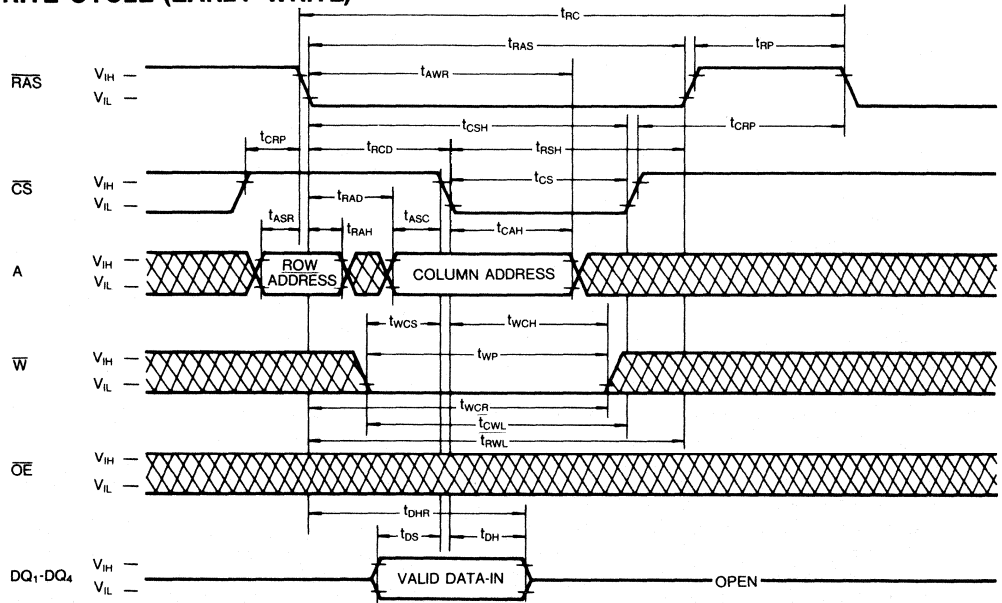 WRITE CYCLE (EARLY WRITE)
tRC
tRAS
tRP
tAWR
RAS
VIH
VIL
tCSH
tCRP
tCRP
tRCD
tRSH
CS
VIH
VIL
tCS
tRAD
tASR
tRAH
tASC
tCAH
A
VIH
VIL
ROW ADDRESS
COLUMN ADDRESS
tWCS
tWCH
tWP
W
VIH
VIL
tWCR
tCWL
tRWL
OE
VIH
VIL
tDHR
tDS
tDH
DQ1-DQ4
VIH
VIL
VALID DATA-IN
OPEN